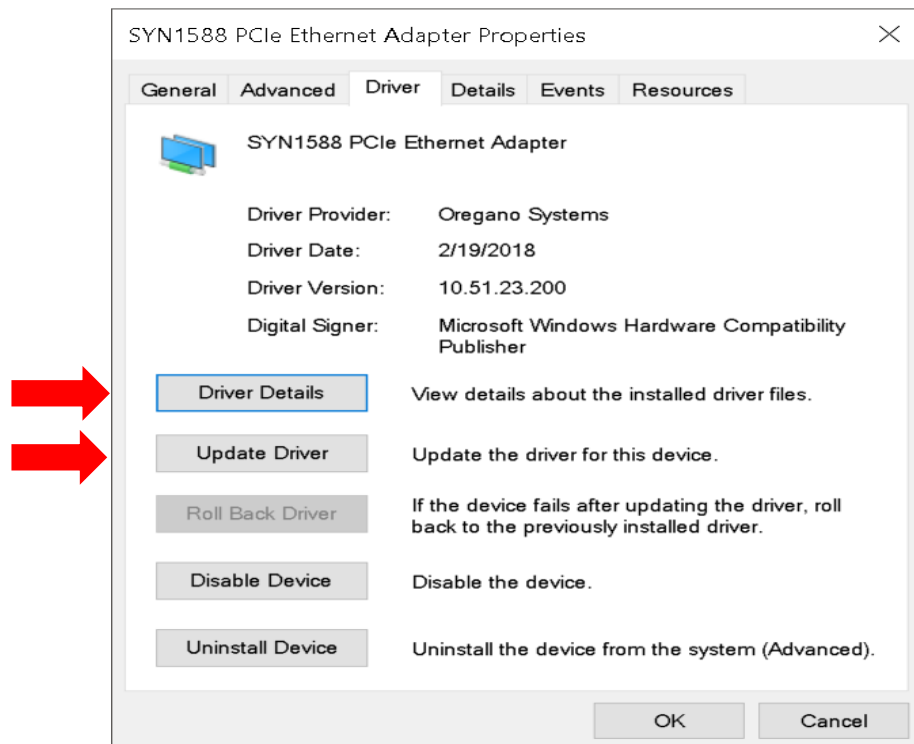 SYN1588 PCIe Ethernet Adapter Properties
General Advanced Driver Details Events Resources
SYN1588 PCIe Ethernet Adapter
Driver Provider: Oregano Systems
Driver Date: 2/19/2018
Driver Version: 10.51.23.200
Digital Signer: Microsoft Windows Hardware Compatibility
Publisher
Driver Details View details about the installed driver files.
Update Driver Update the driver for this device.
Roll Back Driver If the device fails after updating the driver, roll
back to the previously installed driver.
Disable Device Disable the device.
Uninstall Device Uninstall the device from the system (Advanced).
OK Cancel